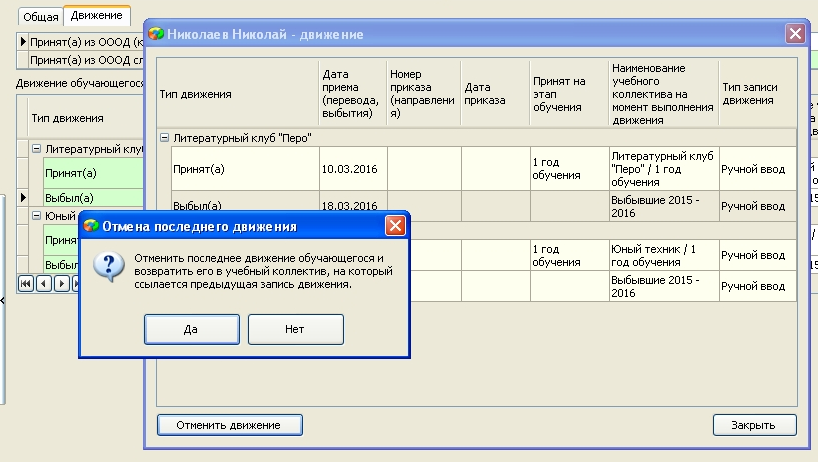 Общая
Движение
Принят(а) из ОООД (к
Принят(а) из ОООД сл
Движение обучающегося
Тип движения
Литературный клу
Принят(а)
Выбыл(а)
Юный
Приня
Выбыл
Николаев Николай - движение
Тип движения
Дата
приема
(перевода,
выбытия)
Номер
приказа
(направлени
я)
Дата
приказа
Принят на
этап
обучения
Наименование
учебного
коллектива на
момент выполнения
движения
Тип записи
движения
Литературный клуб "Перо"
Принят(а)
10.03.2016
1 год
обучения
Литературный клуб
"Перо" / 1 год
обучения
Ручной ввод
Выбыл(а)
18.03.2016
Выбывшие 2015 -
2016
Ручной ввод
1 год
обучения
Юный техник / 1
год обучения
Ручной ввод
Выбывшие 2015 -
2016
Ручной ввод
Отмена последнего движения
Отменить последнее движение обучающегося и
возвратить его в учебный коллектив, на который
ссылается предыдущая запись движения.
Да
Нет
Отменить движение
Закрыть